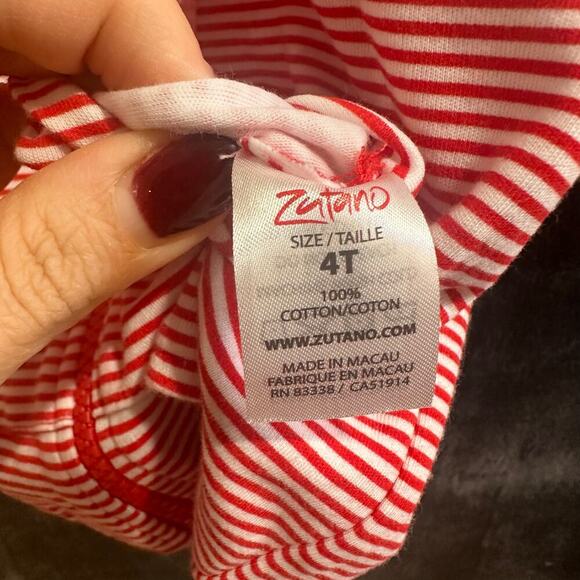 Zutano
SIZE / TAILLE
4T
100%
COTTON/COTON
WWW.ZUTANO.COM
MADE IN MACAU
FABRIQUE EN MACAU
RN 83338 / CA51914